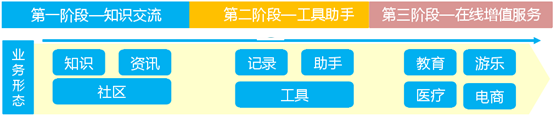 第一阶段—知识交流 第二阶段—工具助手 第三阶段—在线增值服务
业务形态
知识 资讯 记录 助手 教育 游乐
社区 工具 医疗 电商